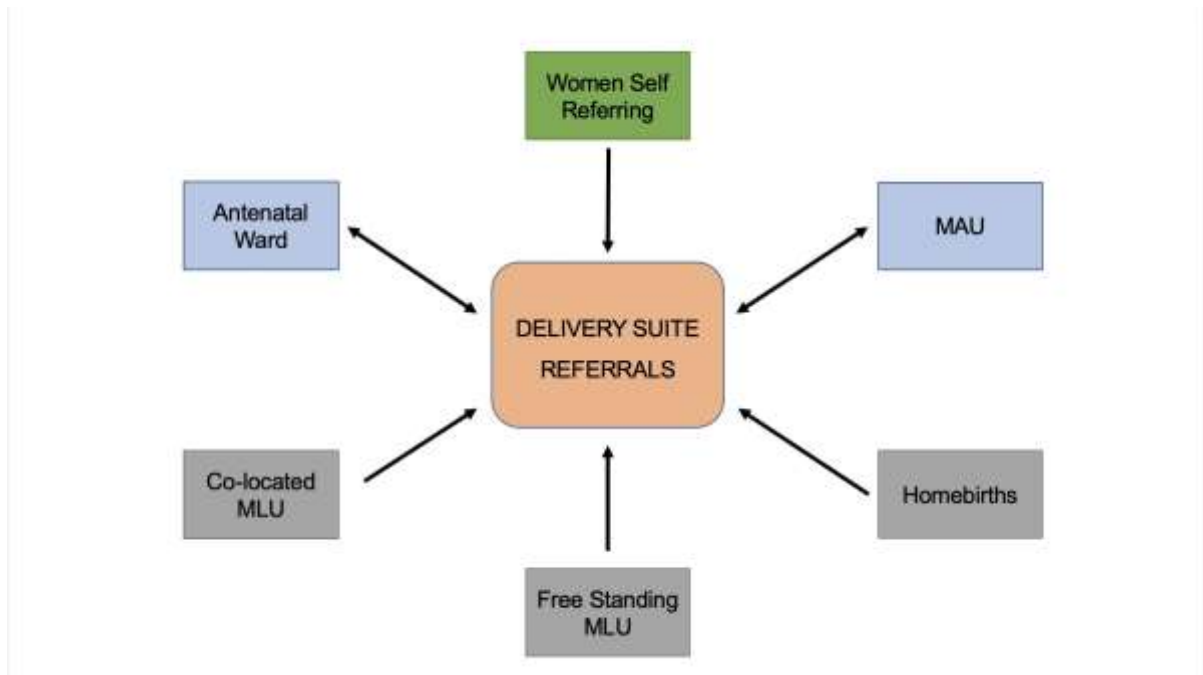 Women Self
Referring
Antenatal
Ward
MAU
DELIVERY SUITE
REFERRALS
Co-located
MLU
Homebirths
Free Standing
MLU